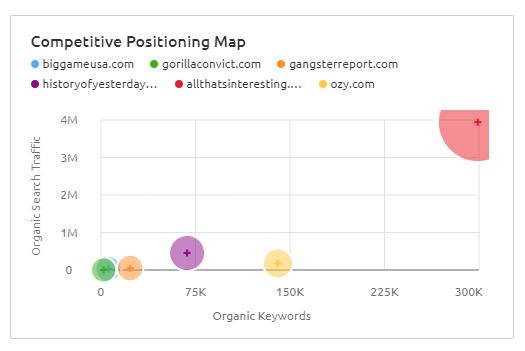 Competitive Positioning Map
biggameusa.com gorillaconvict.com gangsterreport.com
historyofyesterday... allthatsinteresting.... ozy.com
Organic Search Traffic
4M
3M
2M
1M
0
0 75K 150K 225K 300K
Organic Keywords